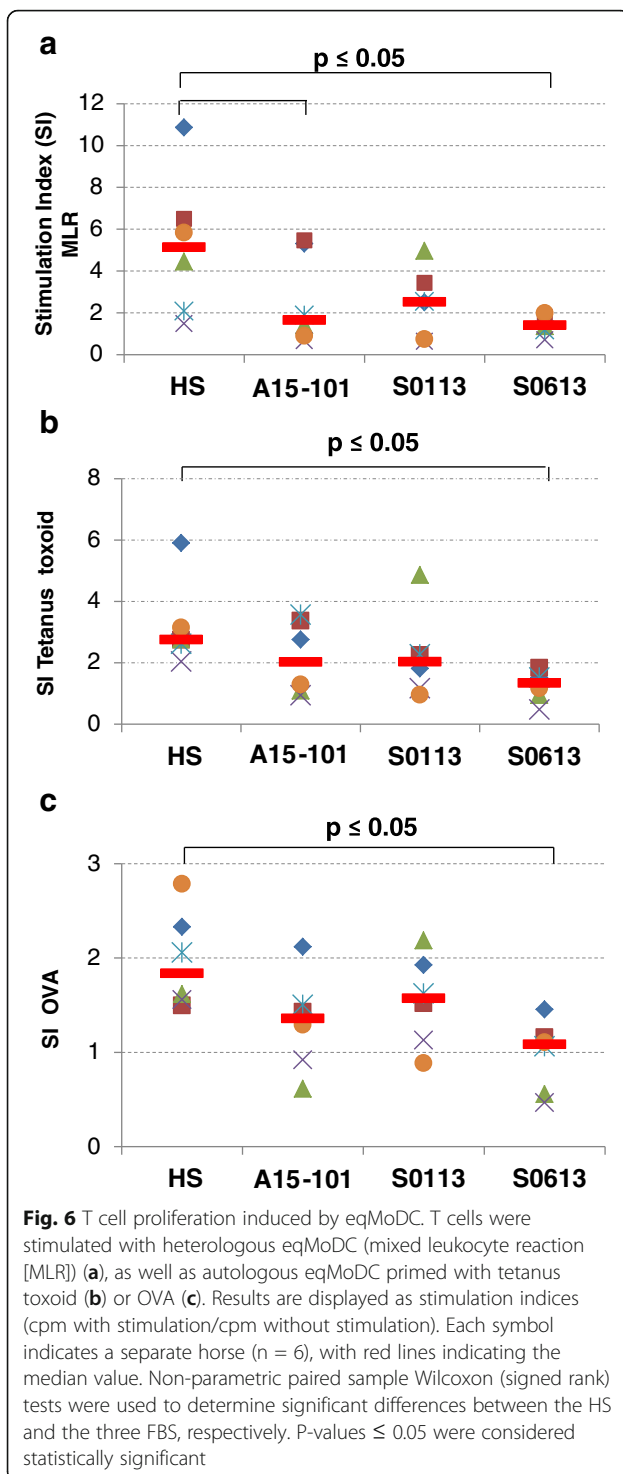 a
p ≤ 0.05
Stimulation Index (SI)
MLR
12
10
8
6
4
2
0
HS A15-101 S0113 S0613
b
p ≤ 0.05
SI Tetanus toxoid
8
6
4
2
0
HS A15-101 S0113 S0613
c
p ≤ 0.05
SI OVA
3
2
1
0
HS A15-101 S0113 S0613
Fig. 6 T cell proliferation induced by eqMoDC. T cells were
stimulated with heterologous eqMoDC (mixed leukocyte reaction
[MLR]) (a), as well as autologous eqMoDC primed with tetanus
toxoid (b) or OVA (c). Results are displayed as stimulation indices
(cpm with stimulation/cpm without stimulation). Each symbol
indicates a separate horse (n = 6), with red lines indicating the
median value. Non-parametric paired sample Wilcoxon (signed rank)
tests were used to determine significant differences between the HS
and the three FBS, respectively. P-values ≤ 0.05 were considered
statistically significant